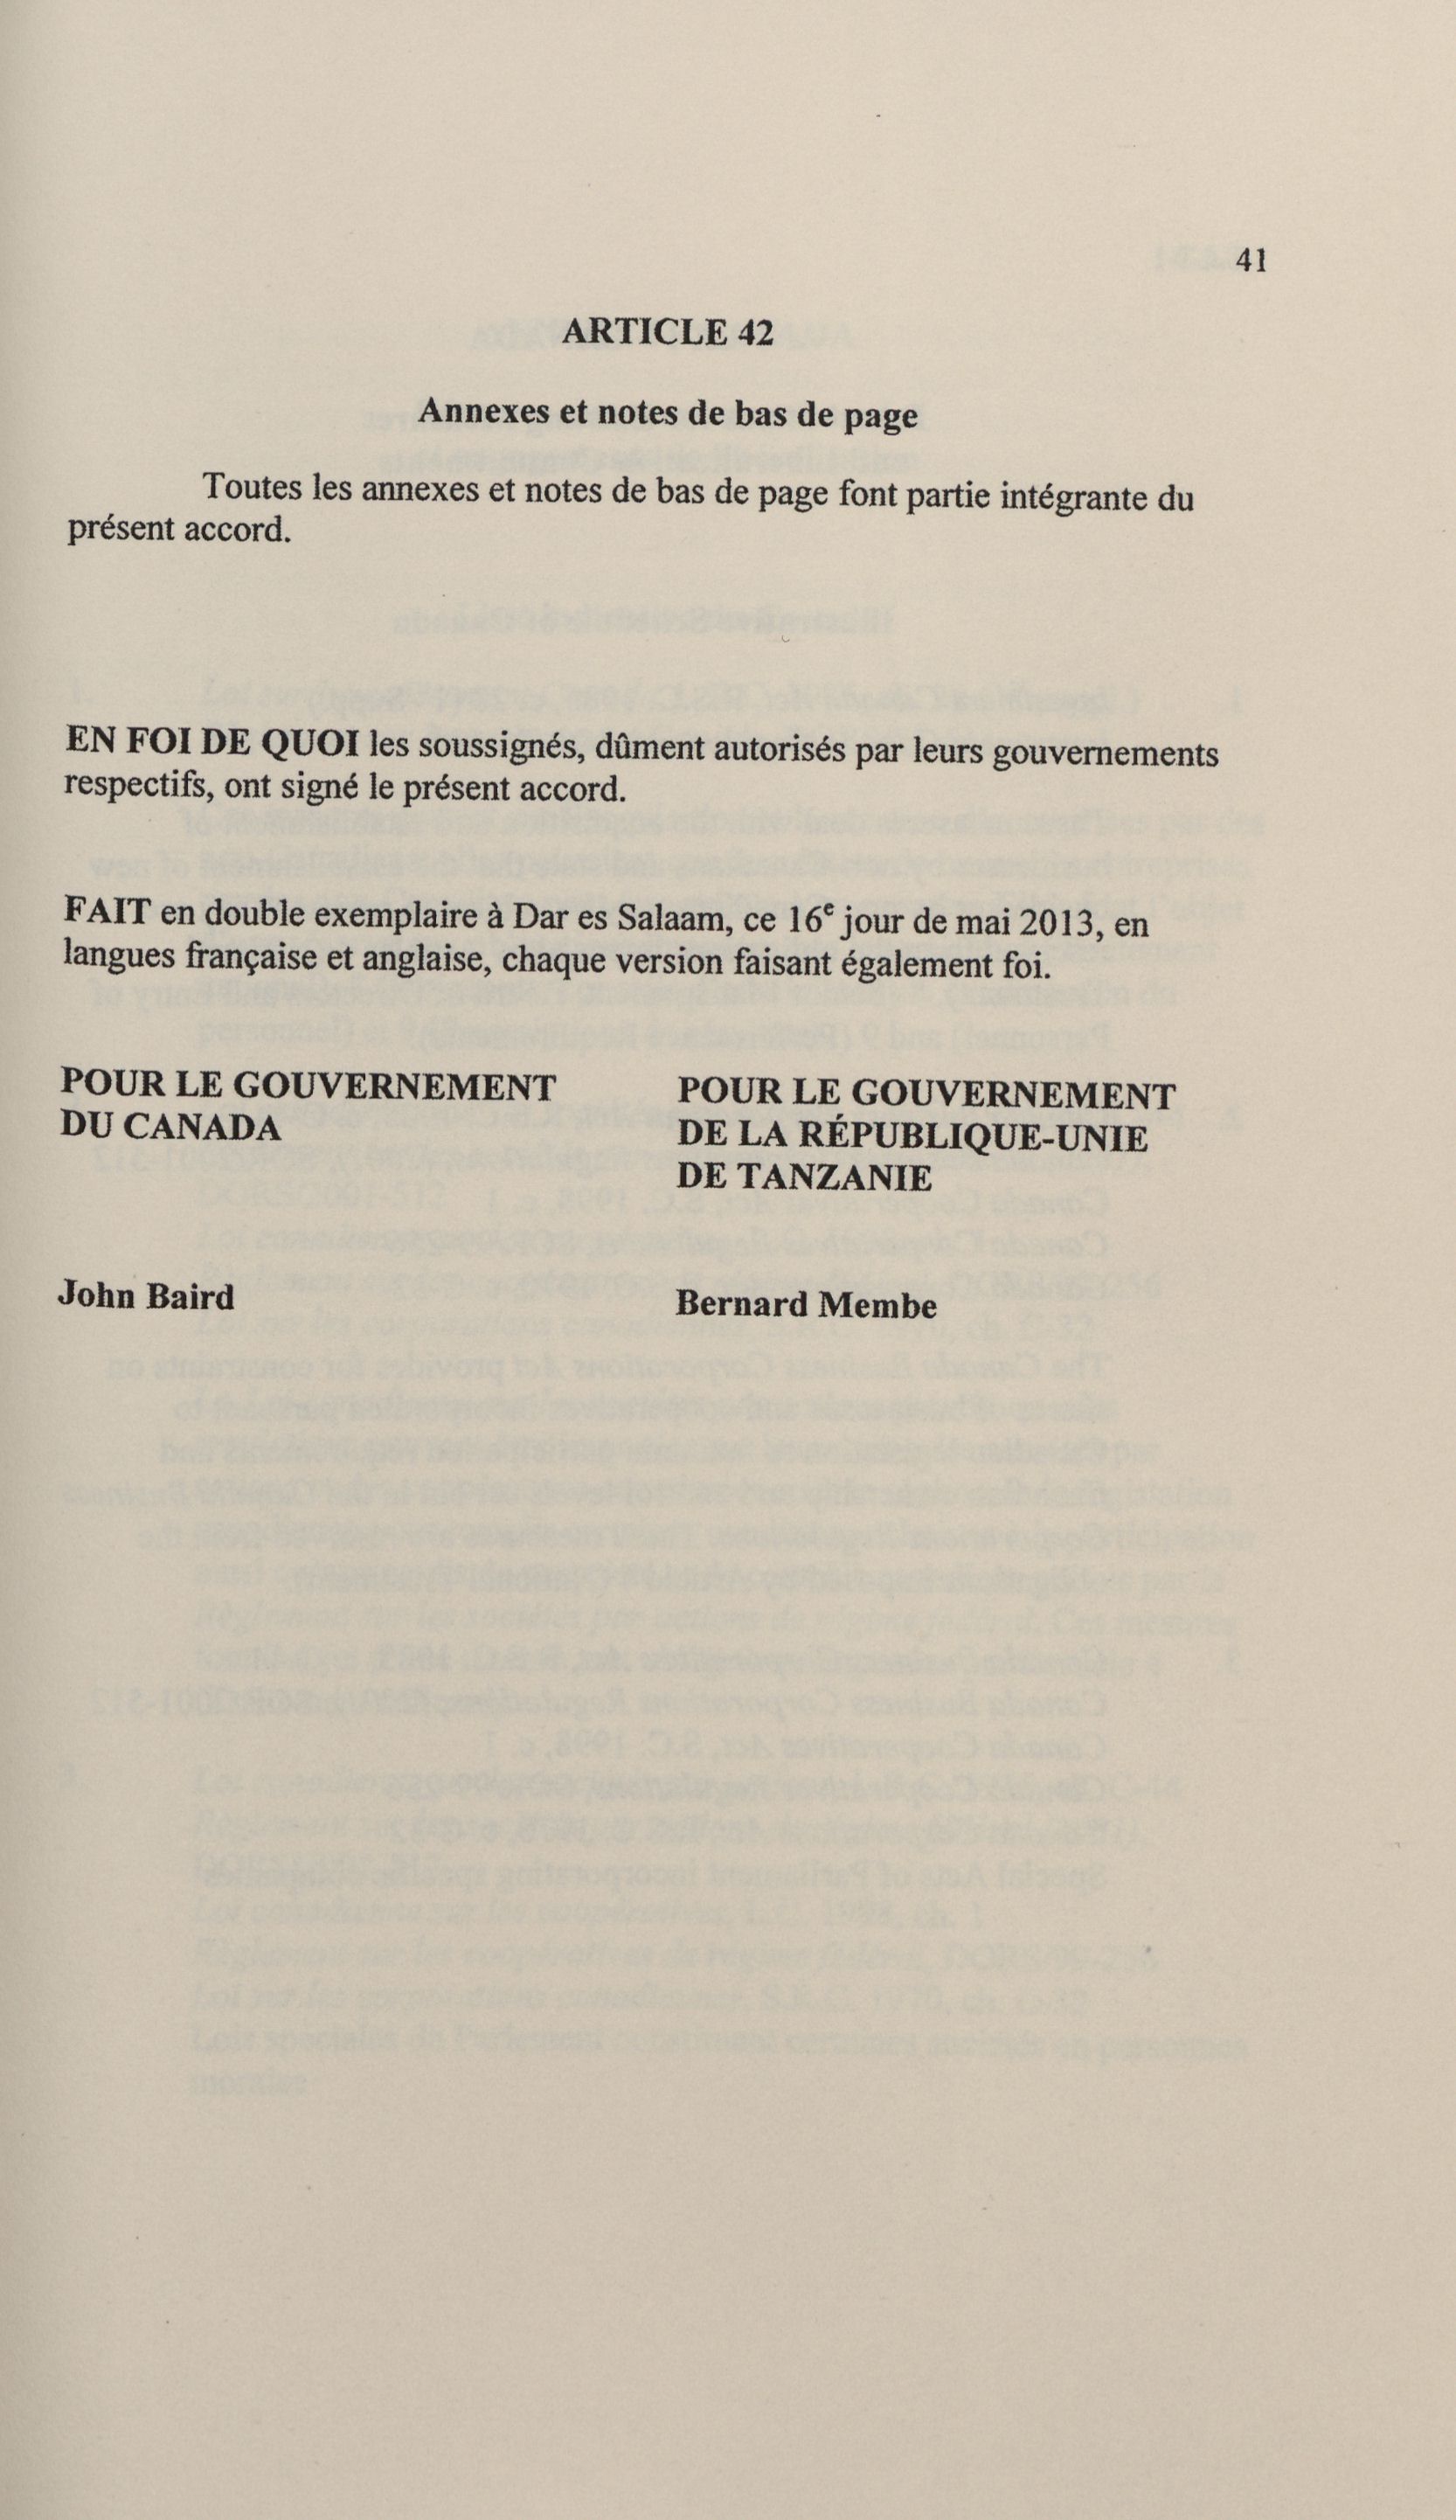 41
ARTICLE 42
Annexes et notes de bas de page
Toutes les annexes et notes de bas de page font partie intégrante du
présent accord.
EN FOI DE QUOI les soussignés, dûment autorisés par leurs gouvernements
respectifs, ont signé le présent accord.
FAIT en double exemplaire à Dar es Salaam, ce 16e jour de mai 2013, en
langues française et anglaise, chaque version faisant également foi.
POUR LE GOUVERNEMENT
DU CANADA
POUR LE GOUVERNEMENT
DE LA RÉPUBLIQUE-UNIE
DE TANZANIE
John Baird
Bernard Membe